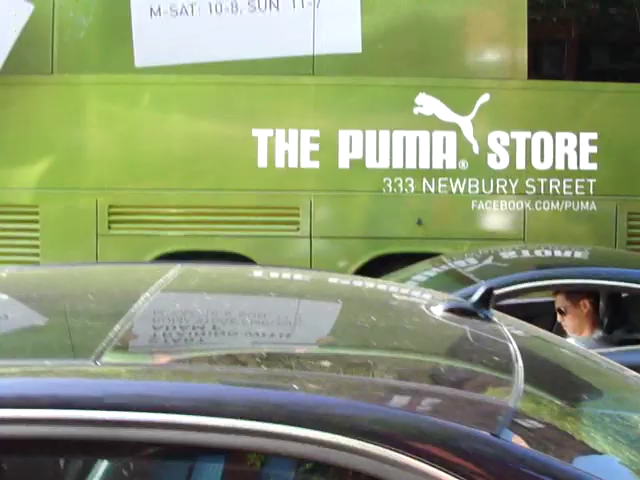 M-SAT: 10-8, SUN 11-7
THE PUMA® STORE
333 NEWBURY STREET
FACEBOOK.COM/PUMA